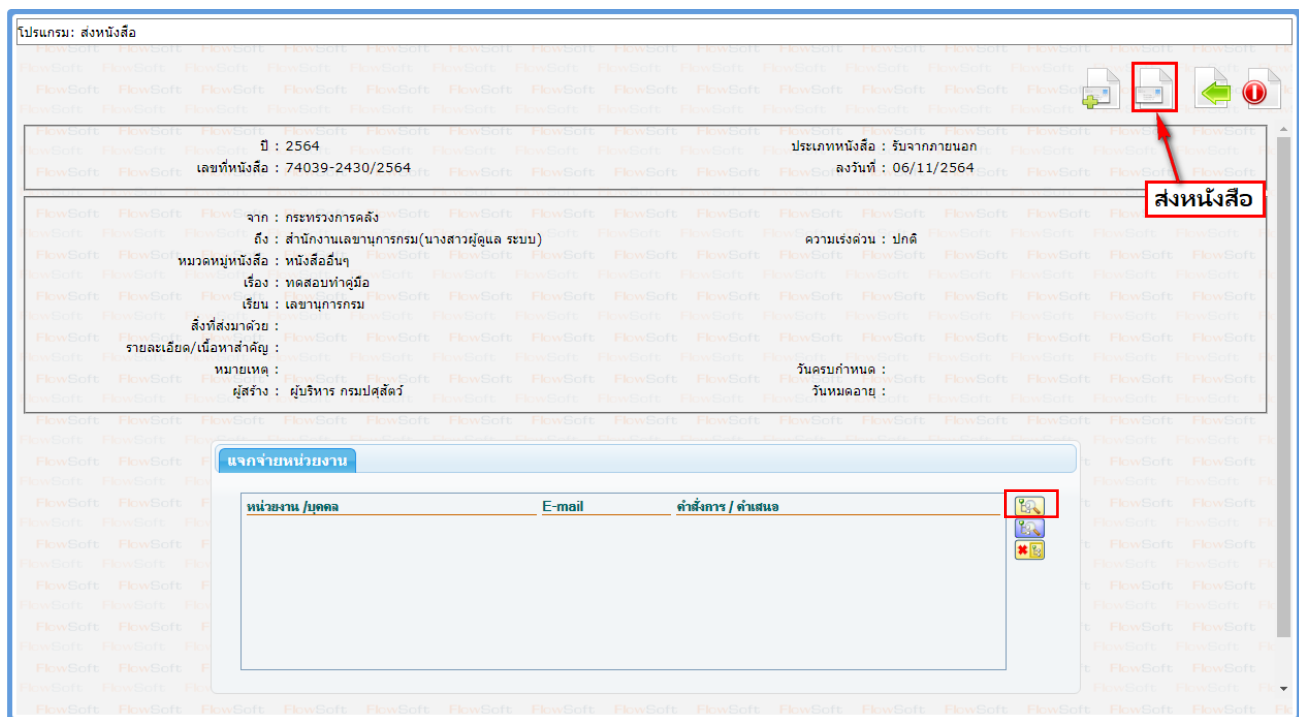 โปรแกรม: ส่งหนังสือ
ปี : 2564 ประเภทหนังสือ : รับจากภายนอก
เลขที่หนังสือ : 74039-2430/2564 ลงวันที่ : 06/11/2564
ส่งหนังสือ
จาก : กระทรวงการคลัง
ถึง : สำนักงานเลขานุการกรม(นางสาวผู้ดูแล ระบบ) ความเร่งด่วน : ปกติ
หมวดหมู่หนังสือ : หนังสืออื่นๆ
เรื่อง : ทดสอบทำคู่มือ
เรียน : เลขานุการกรม
สิ่งที่ส่งมาด้วย :
รายละเอียด/เนื้อหาสำคัญ :
หมายเหตุ : วันครบกำหนด :
ผู้สร้าง : ผู้บริหาร กรมปศุสัตว์ วันหมดอายุ :
แจกจ่ายหน่วยงาน
หน่วยงาน /บุคคล E-mail คำสั่งการ / คำเสนอ
FlowSoft